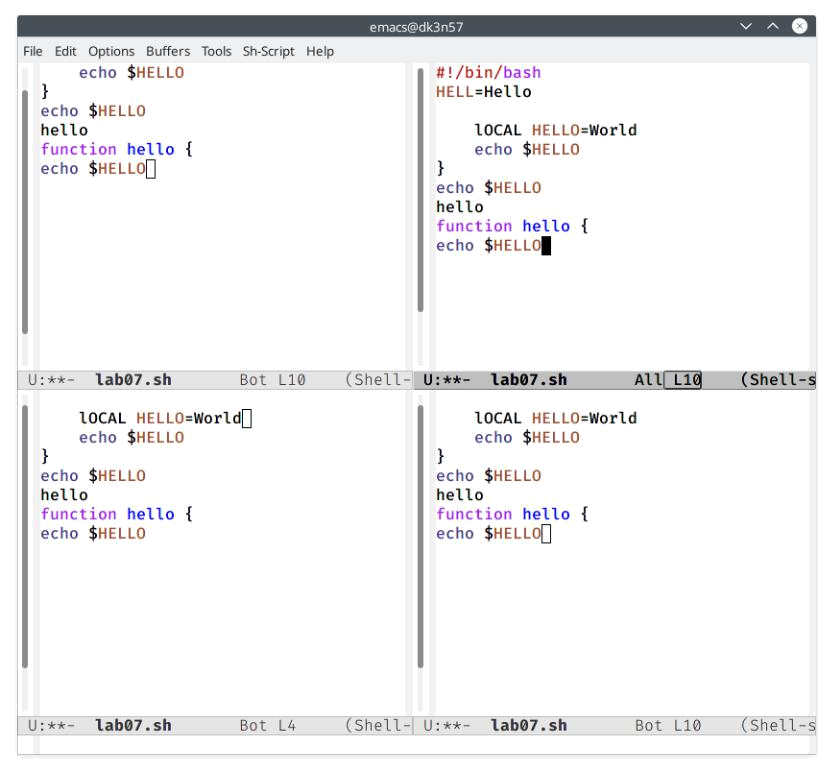 emacs@dk3n57
File Edit Options Buffers Tools Sh-Script Help
echo $HELLO
}
echo $HELLO
hello
function hello {
echo $HELLO
U:**- lab07.sh Bot L10 (Shell-
#!/bin/bash
HELL=Hello
lOCAL HELLO=World
echo $HELLO
}
echo $HELLO
hello
function hello {
echo $HELLO
U:**- lab07.sh All L10 (Shell-s
lOCAL HELLO=World
echo $HELLO
}
echo $HELLO
hello
function hello {
echo $HELLO
U:**- lab07.sh Bot L4 (Shell-
lOCAL HELLO=World
echo $HELLO
}
echo $HELLO
hello
function hello {
echo $HELLO
U:**- lab07.sh Bot L10 (Shell-s